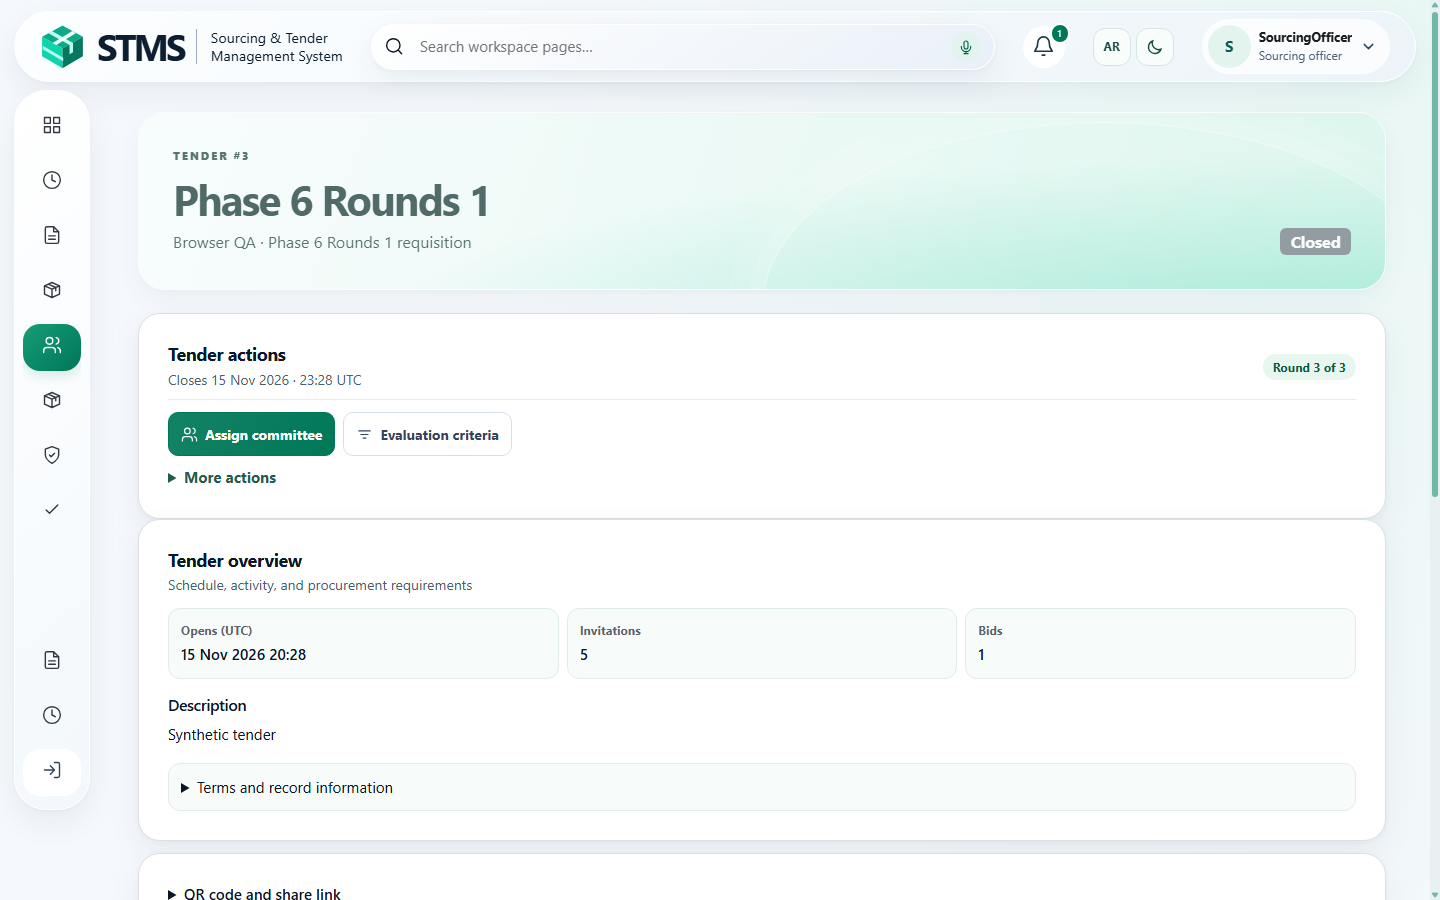 STMS
Sourcing & Tender
Management System
Search workspace pages...
1
AR
S
SourcingOfficer
Sourcing officer
TENDER #3
Phase 6 Rounds 1
Browser QA · Phase 6 Rounds 1 requisition
Closed
Tender actions
Closes 15 Nov 2026 · 23:28 UTC
Round 3 of 3
Assign committee
Evaluation criteria
More actions
Tender overview
Schedule, activity, and procurement requirements
Opens (UTC)
15 Nov 2026 20:28
Invitations
5
Bids
1
Description
Synthetic tender
Terms and record information
QR code and share link